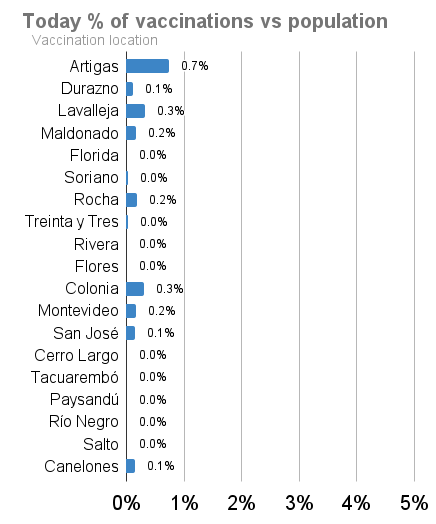 Today % of vaccinations vs population
Vaccination location
Artigas 0.7%
Durazno 0.1%
Lavalleja 0.3%
Maldonado 0.2%
Florida 0.0%
Soriano 0.0%
Rocha 0.2%
Treinta y Tres 0.0%
Rivera 0.0%
Flores 0.0%
Colonia 0.3%
Montevideo 0.2%
San José 0.1%
Cerro Largo 0.0%
Tacuarembó 0.0%
Paysandú 0.0%
Río Negro 0.0%
Salto 0.0%
Canelones 0.1%
0% 1% 2% 3% 4% 5%